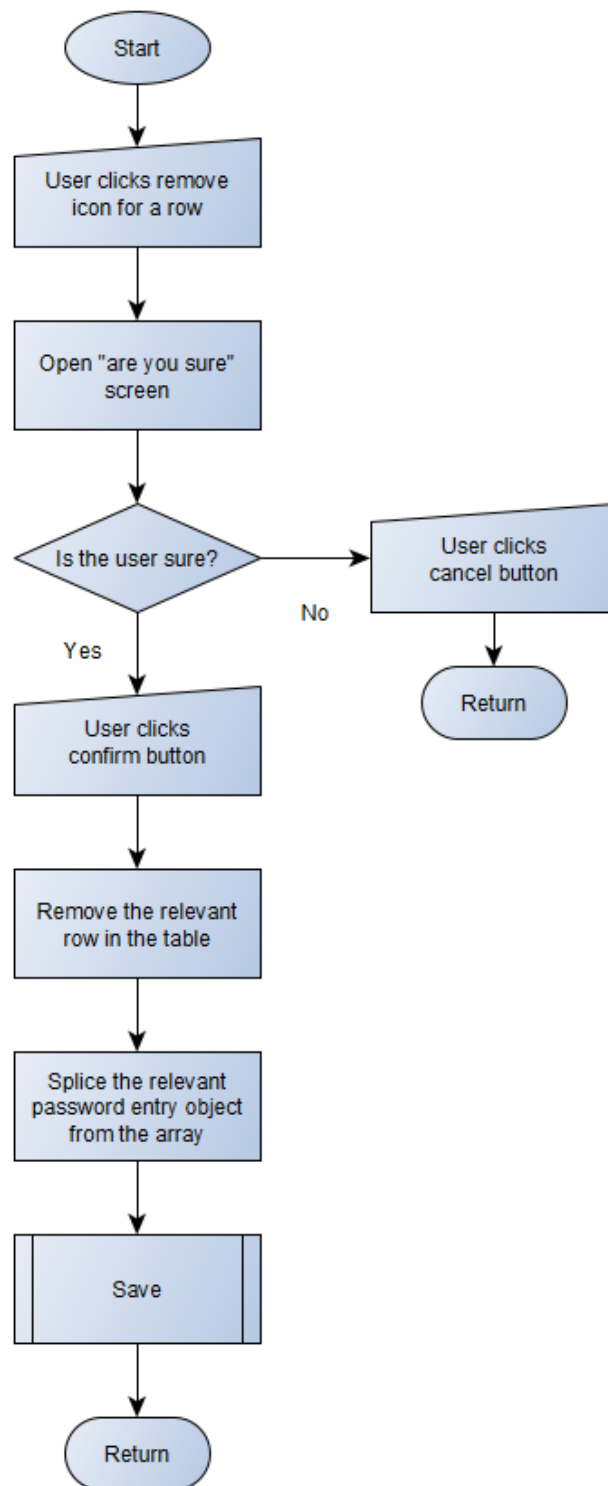 Start
User clicks remove
icon for a row
Open "are you sure"
screen
Is the user sure?
No
User clicks
cancel button
Return
Yes
User clicks
confirm button
Remove the relevant
row in the table
Splice the relevant
password entry object
from the array
Save
Return